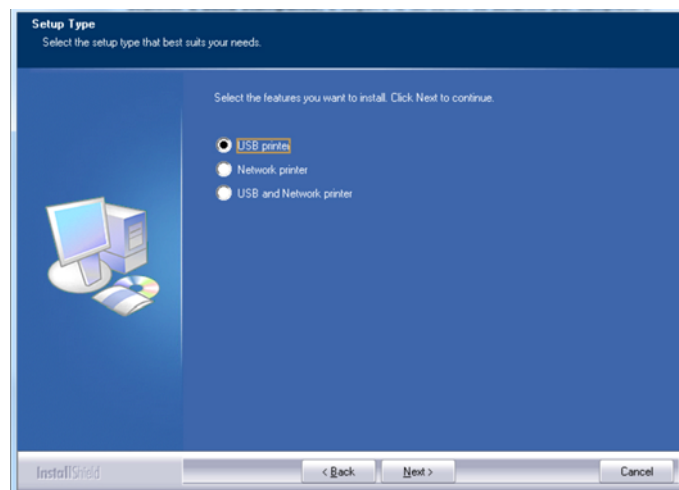 Setup Type
Select the setup type that best suits your needs.
Select the features you want to install. Click Next to continue.
USB printer
Network printer
USB and Network printer
InstallShield
< Back
Next >
Cancel